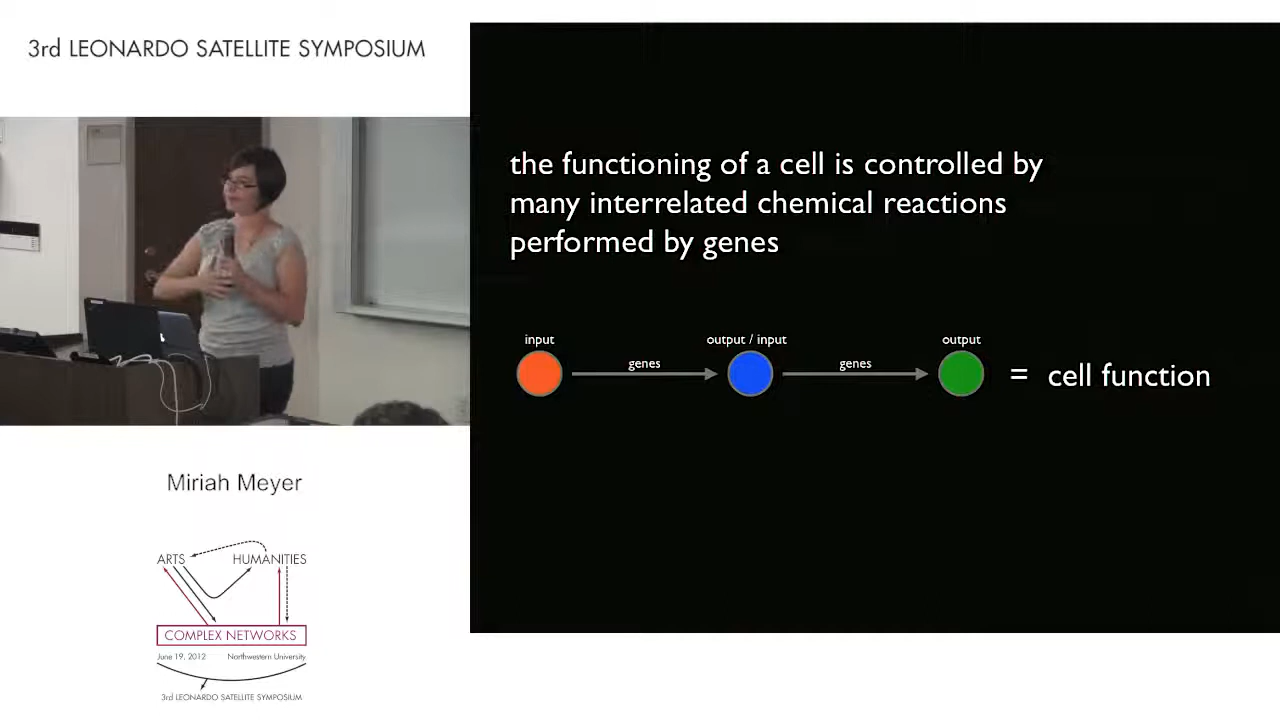 3rd LEONARDO SATELLITE SYMPOSIUM
the functioning of a cell is controlled by
many interrelated chemical reactions
performed by genes
input
output / input
output
genes
genes
= cell function
Miriah Meyer
ARTS
HUMANITIES
COMPLEX NETWORKS
June 19, 2012
Northwestern University
3rd LEONARDO SATELLITE SYMPOSIUM